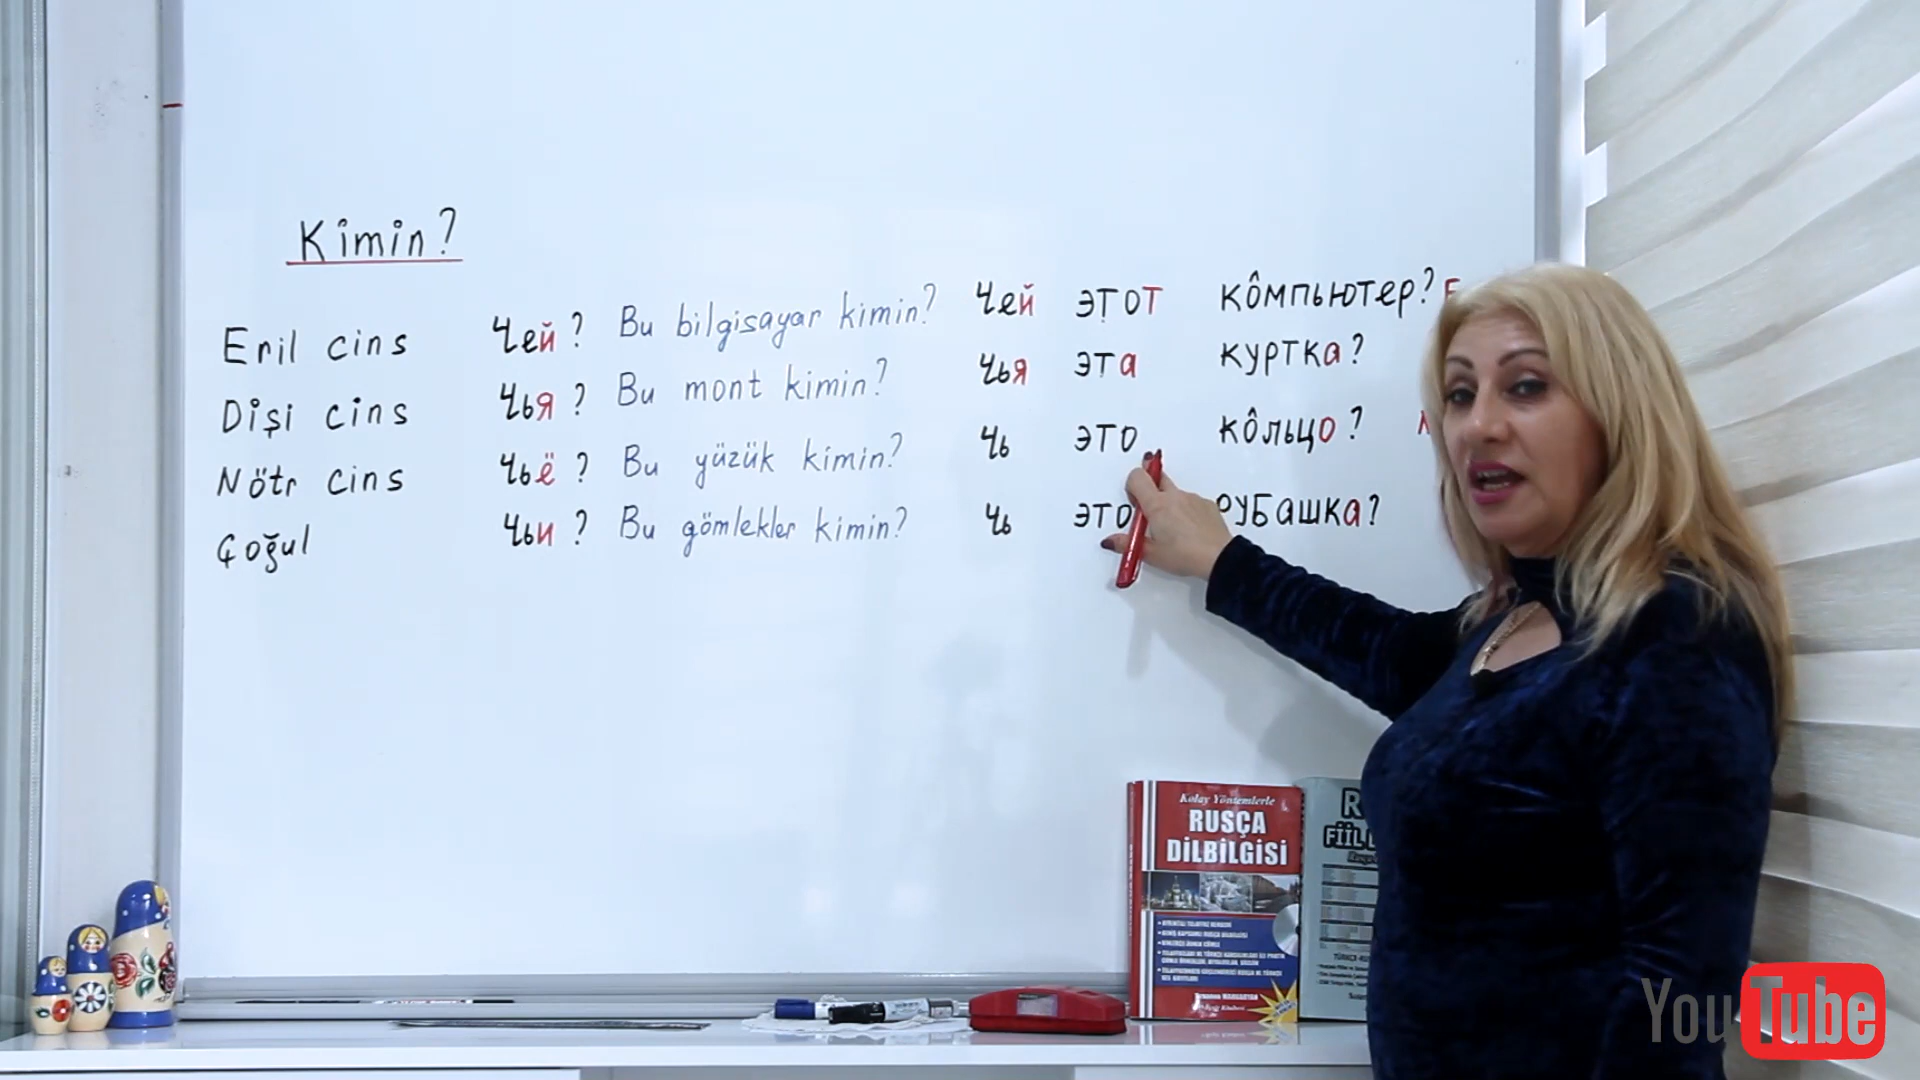 Kimin?
Eril cins Чей? Bu bilgisayar kimin? Чей этот компьютер?
Dişi cins Чья? Bu mont kimin? Чья эта куртка?
Nötr cins Чьё? Bu yüzük kimin? Чь это кольцо?
Çoğul Чьи? Bu gömlekler kimin? Чь это рубашка?
Kolay Yöntemlerle
RUSÇA
DİLBİLGİSİ
FİİL
YouTube